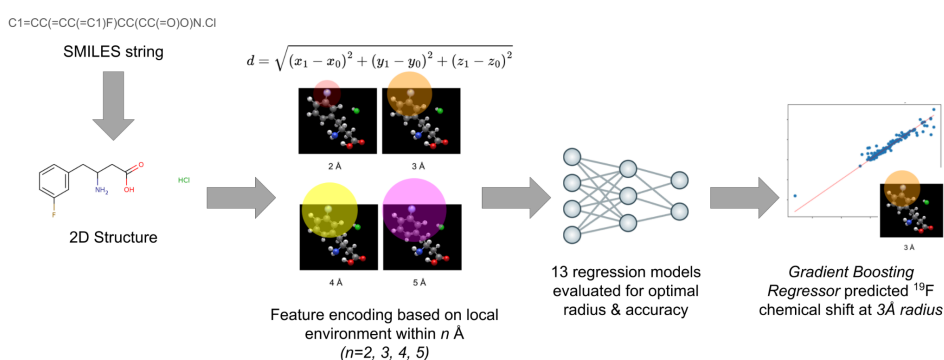 C1=CC(=CC(=C1)F)CC(CC(=O)O)N.Cl
SMILES string
O
NH₂
OH
F
HCl
2D Structure
d = √(x₁ − x₀)² + (y₁ − y₀)² + (z₁ − z₀)²
2 Å
3 Å
4 Å
5 Å
Feature encoding based on local
environment within n Å
(n=2, 3, 4, 5)
13 regression models
evaluated for optimal
radius & accuracy
3 Å
Gradient Boosting
Regressor predicted ¹⁹F
chemical shift at 3Å radius